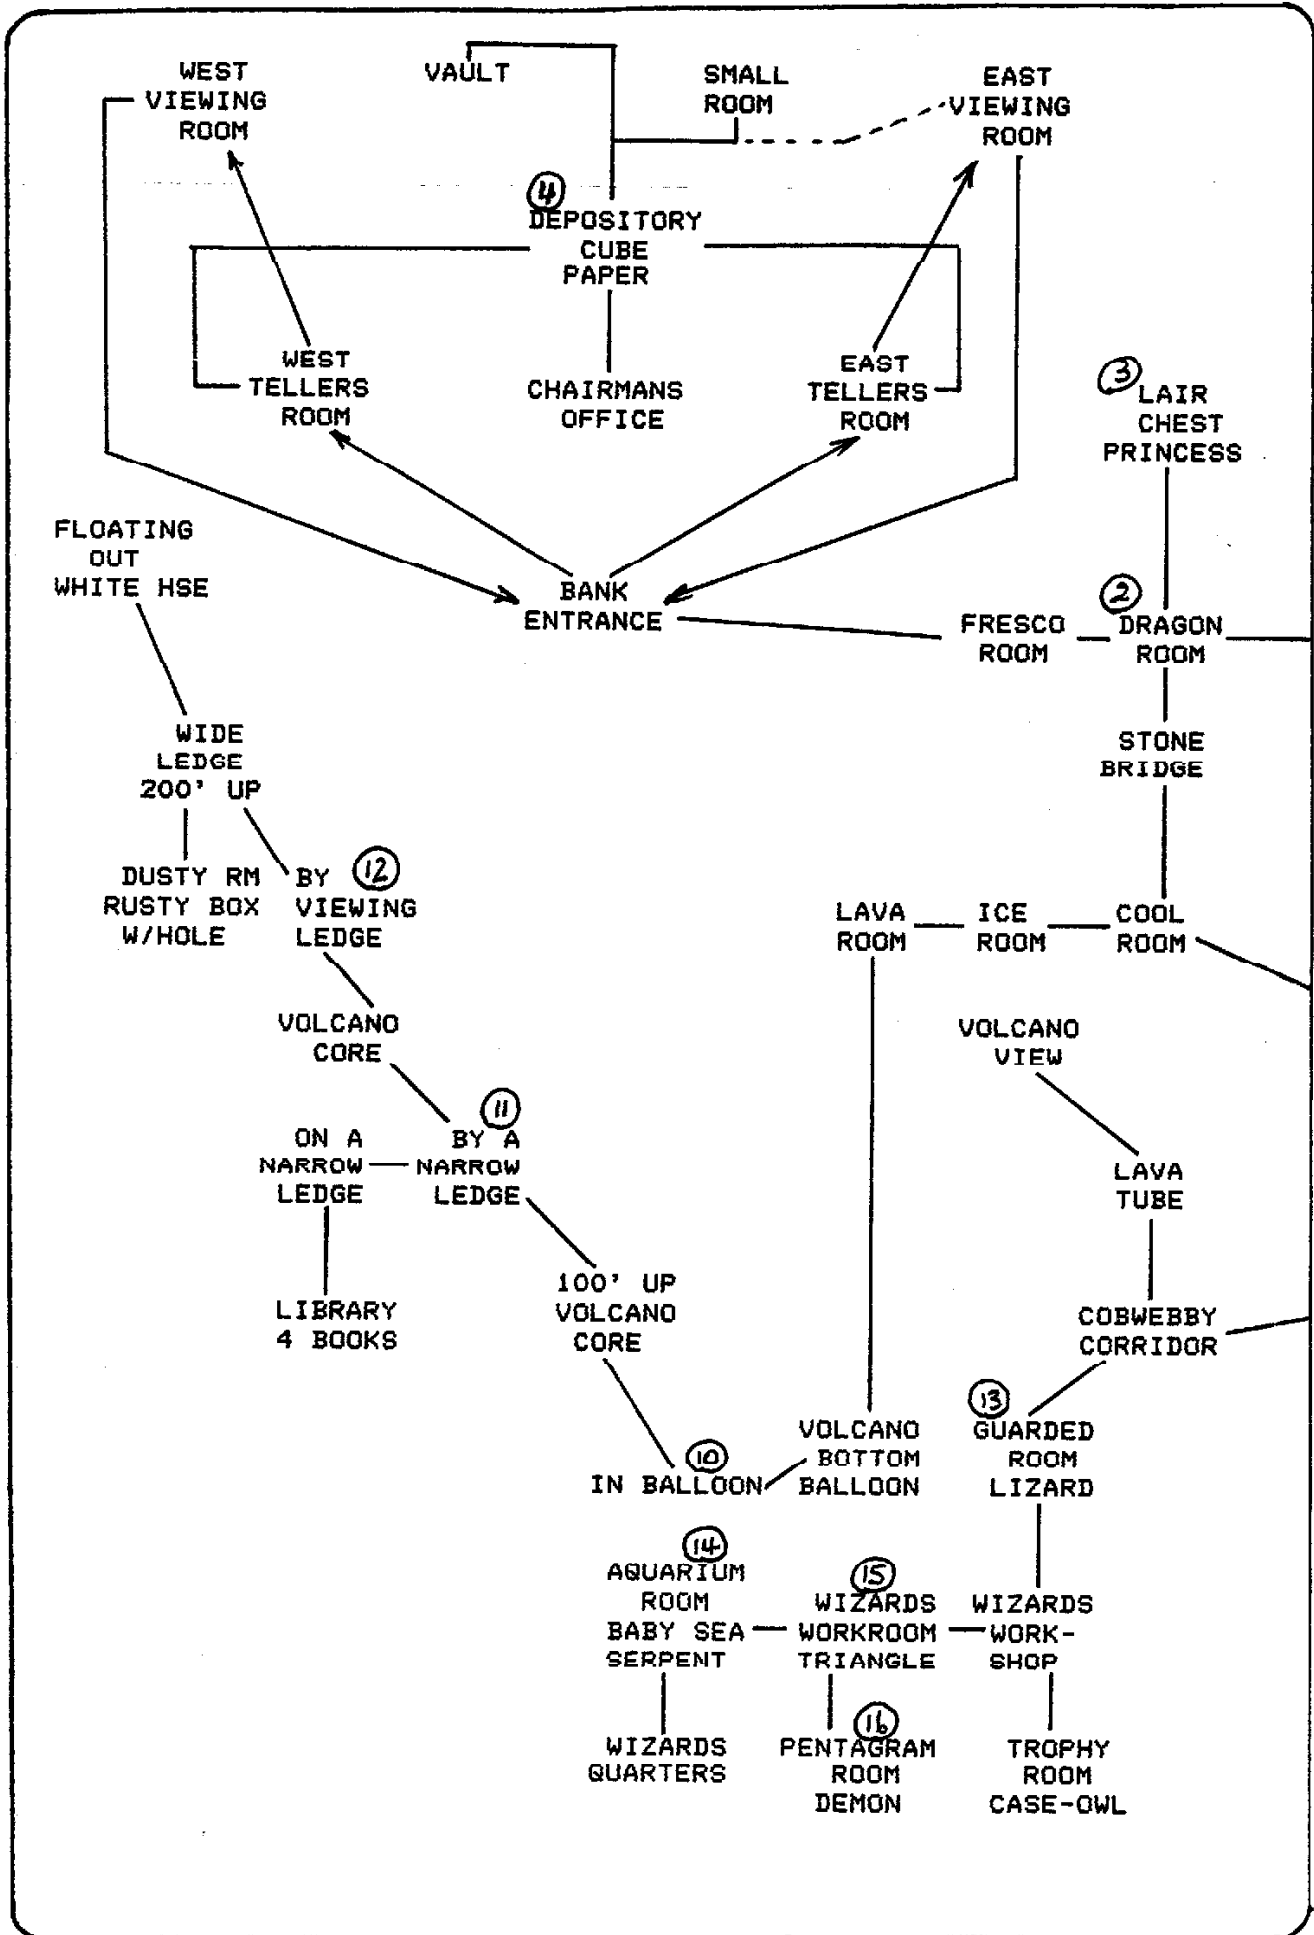 WEST
VIEWING
ROOM
VAULT
SMALL
ROOM
EAST
VIEWING
ROOM
4
DEPOSITORY
CUBE
PAPER
WEST
TELLERS
ROOM
CHAIRMANS
OFFICE
EAST
TELLERS
ROOM
3
LAIR
CHEST
PRINCESS
FLOATING
OUT
WHITE HSE
BANK
ENTRANCE
FRESCO
ROOM
2
DRAGON
ROOM
WIDE
LEDGE
200' UP
STONE
BRIDGE
DUSTY RM
RUSTY BOX
W/HOLE
12
BY
VIEWING
LEDGE
LAVA
ROOM
ICE
ROOM
COOL
ROOM
VOLCANO
CORE
VOLCANO
VIEW
ON A
NARROW
LEDGE
11
BY A
NARROW
LEDGE
LAVA
TUBE
LIBRARY
4 BOOKS
100' UP
VOLCANO
CORE
COBWEBBY
CORRIDOR
10
IN BALLOON
VOLCANO
BOTTOM
BALLOON
13
GUARDED
ROOM
LIZARD
14
AQUARIUM
ROOM
BABY SEA
SERPENT
15
WIZARDS
WORKROOM
TRIANGLE
WIZARDS
WORK-
SHOP
WIZARDS
QUARTERS
16
PENTAGRAM
ROOM
DEMON
TROPHY
ROOM
CASE-OWL